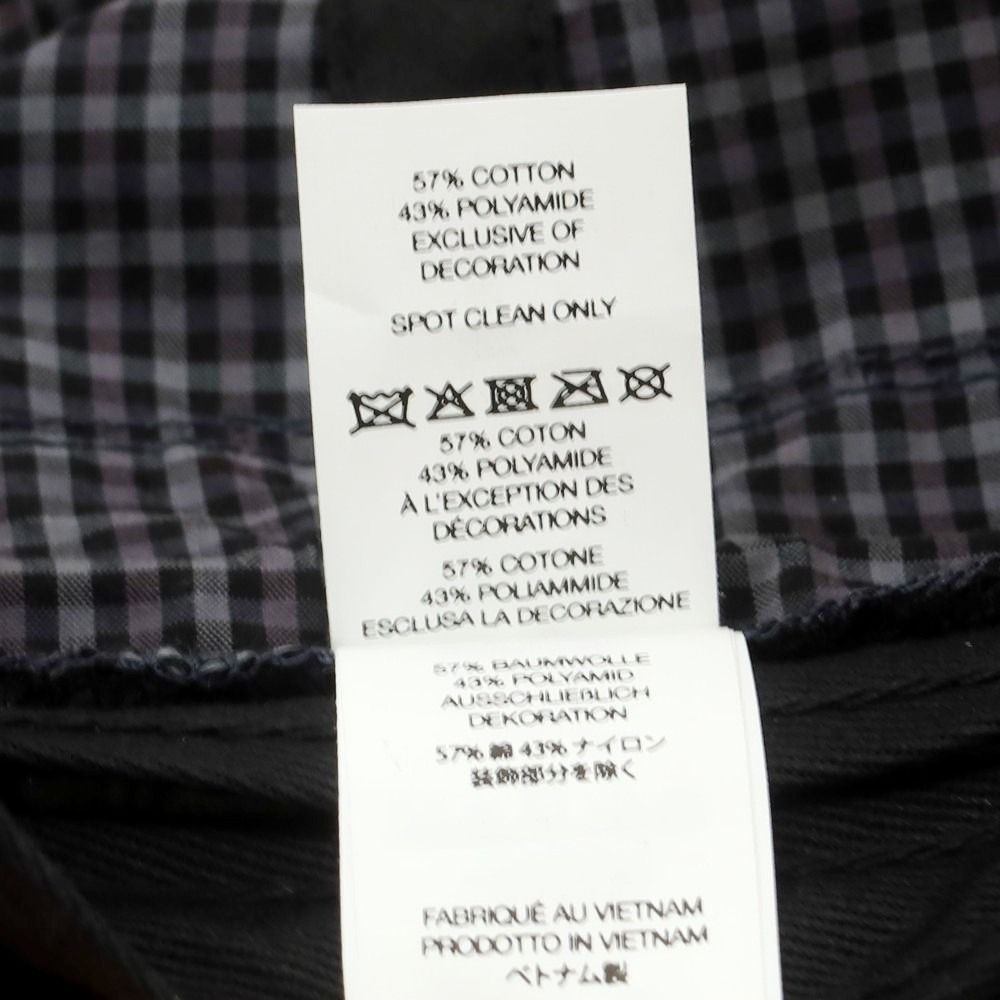 57% COTTON
43% POLYAMIDE
EXCLUSIVE OF
DECORATION
SPOT CLEAN ONLY
57% COTON
43% POLYAMIDE
À L'EXCEPTION DES
DÉCORATIONS
57% COTONE
43% POLIAMMIDE
ESCLUSA LA DECORAZIONE
57% BAUMWOLLE
43% POLYAMID
AUSSCHLIEßLICH
DEKORATION
57% 綿 43% ナイロン
装飾部分を除く
FABRIQUÉ AU VIETNAM
PRODOTTO IN VIETNAM
ベトナム製